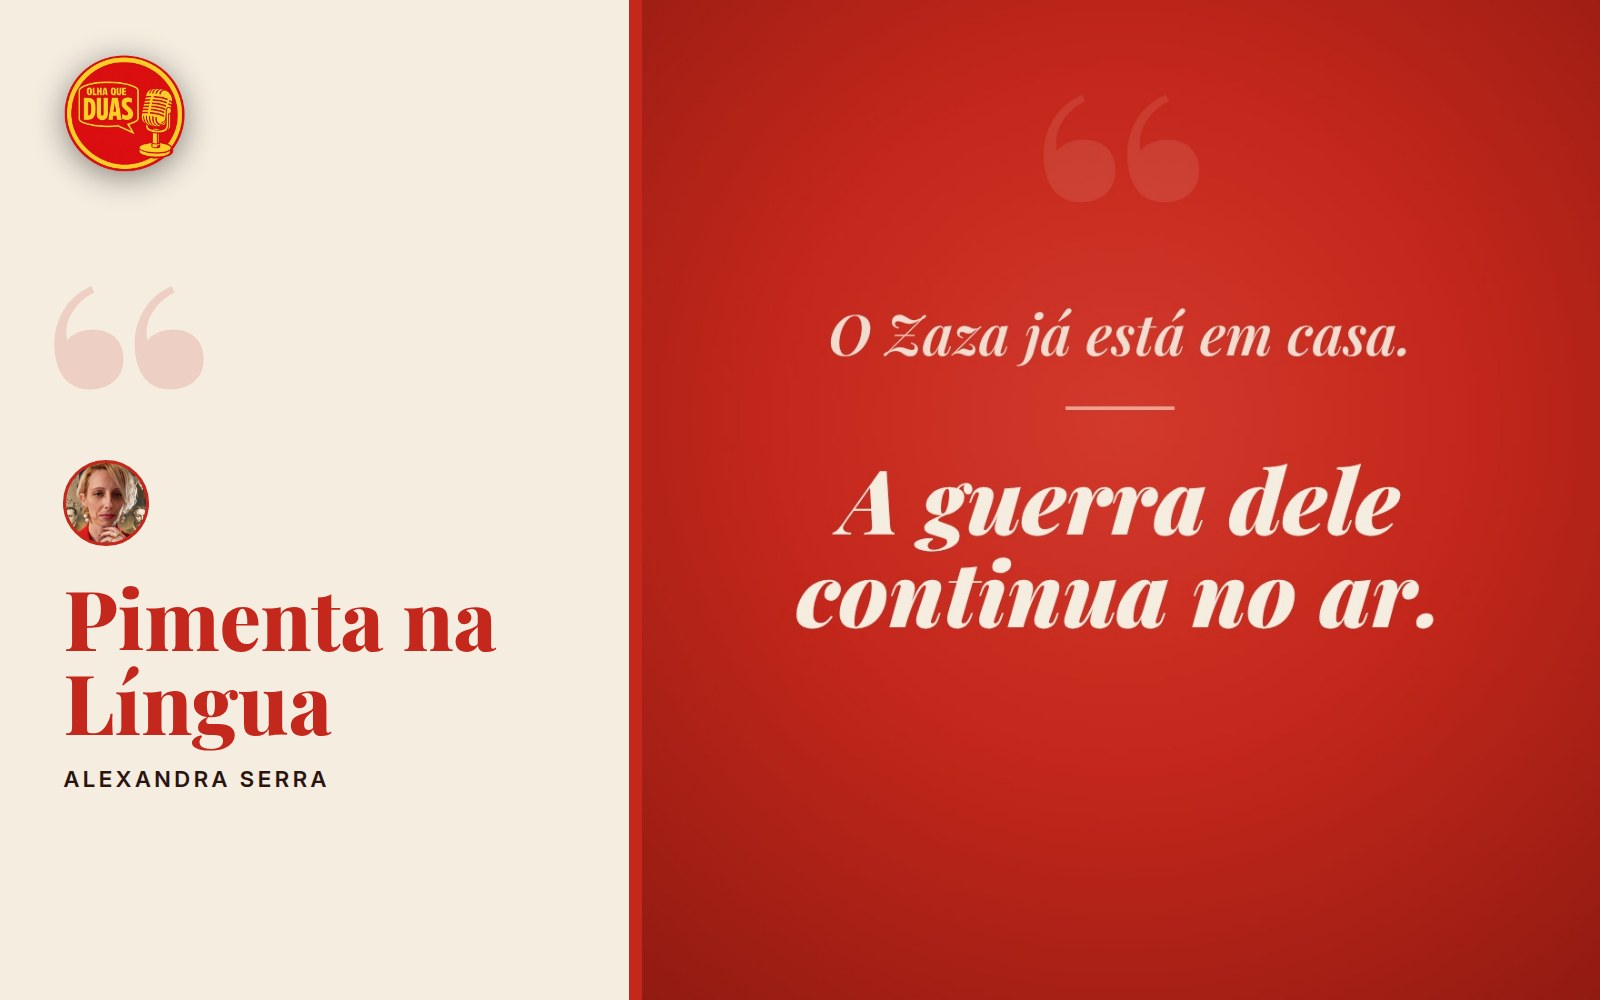 OLHA QUE
DUAS
Pimenta na
Língua
ALEXANDRA SERRA
O Zaza já está em casa.
A guerra dele
continua no ar.